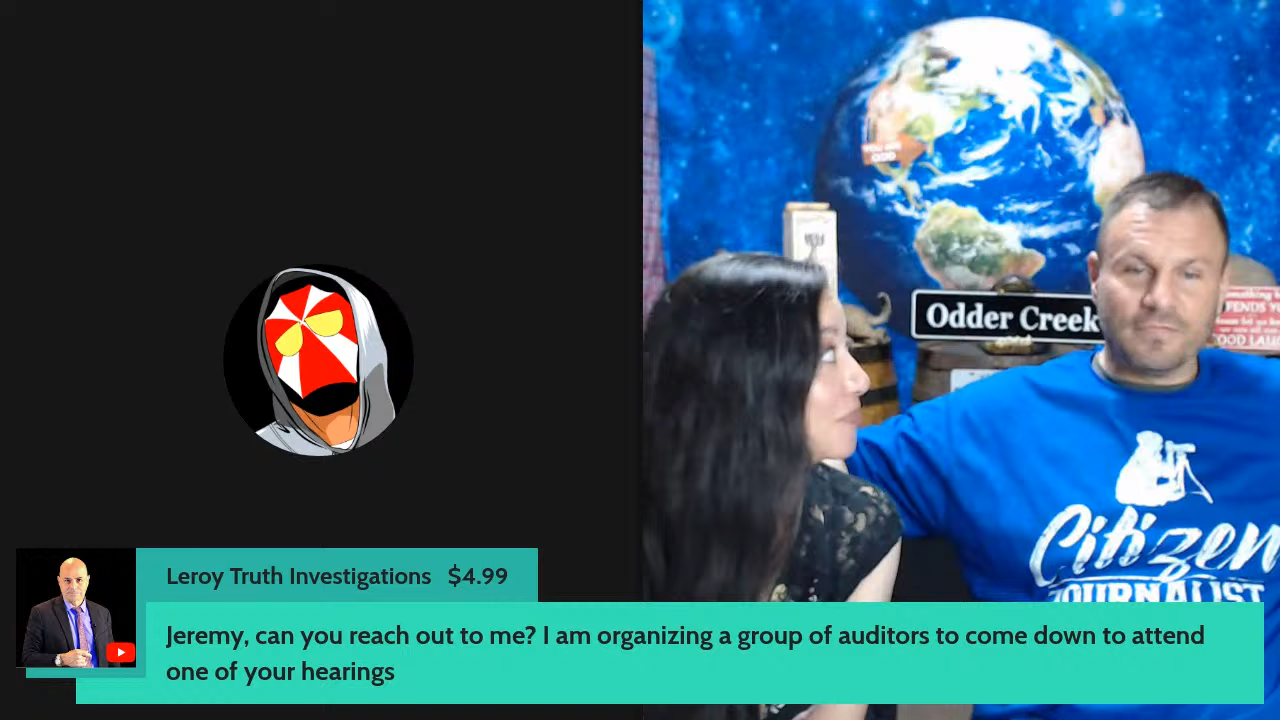 Odder Creek
Citizen
JOURNALIST
Leroy Truth Investigations $4.99
Jeremy, can you reach out to me? I am organizing a group of auditors to come down to attend
one of your hearings